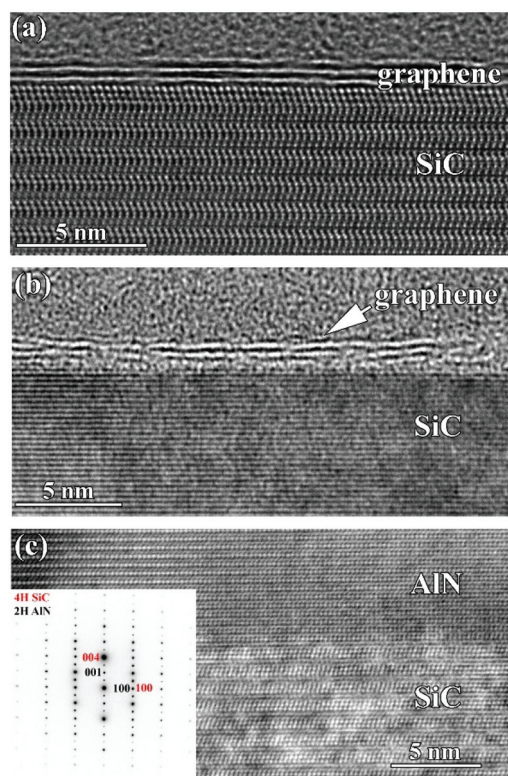 (a)
graphene
SiC
5 nm
(b)
graphene
SiC
5 nm
(c)
AlN
4H SiC
2H AlN
004
001
100 100
SiC
5 nm